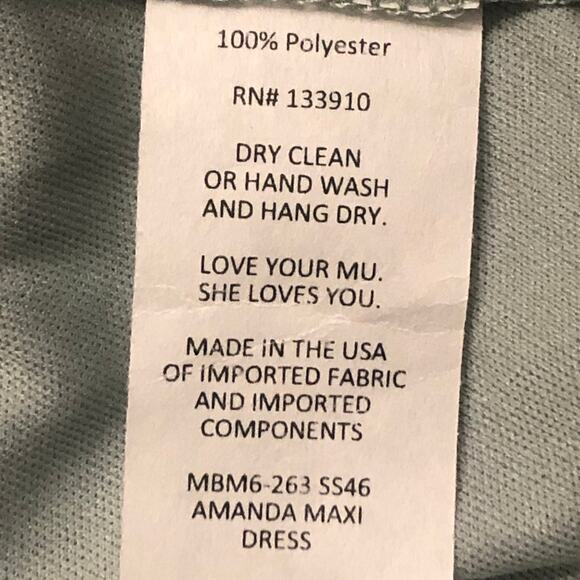 100% Polyester
RN# 133910
DRY CLEAN
OR HAND WASH
AND HANG DRY.
LOVE YOUR MU.
SHE LOVES YOU.
MADE IN THE USA
OF IMPORTED FABRIC
AND IMPORTED
COMPONENTS
MBM6-263 SS46
AMANDA MAXI
DRESS